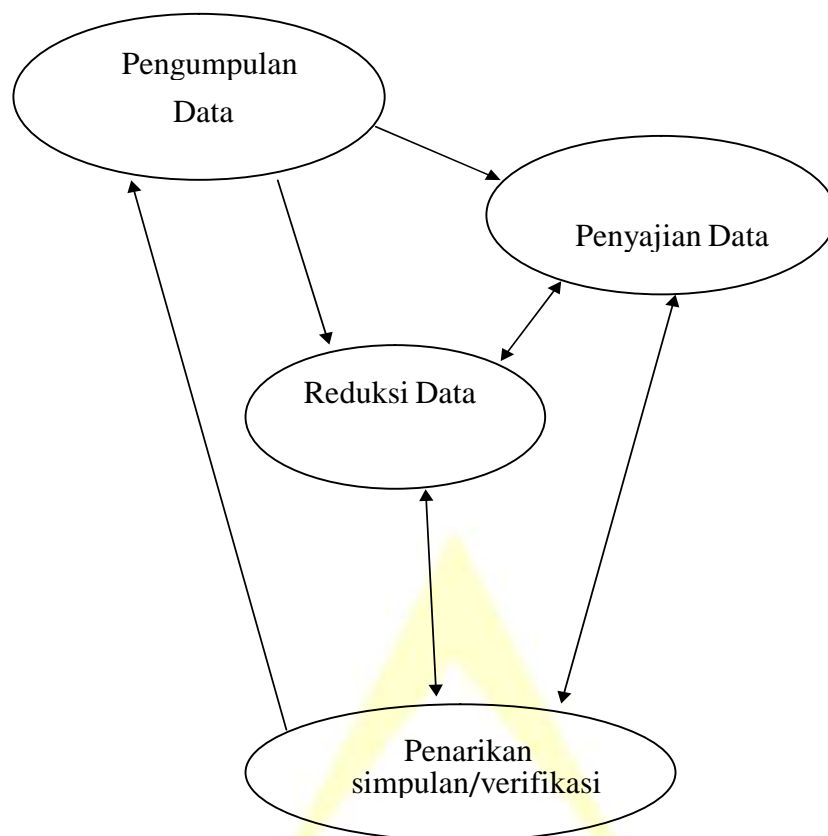 Pengumpulan
Data
Penyajian Data
Reduksi Data
Penarikan
simpulan/verifikasi